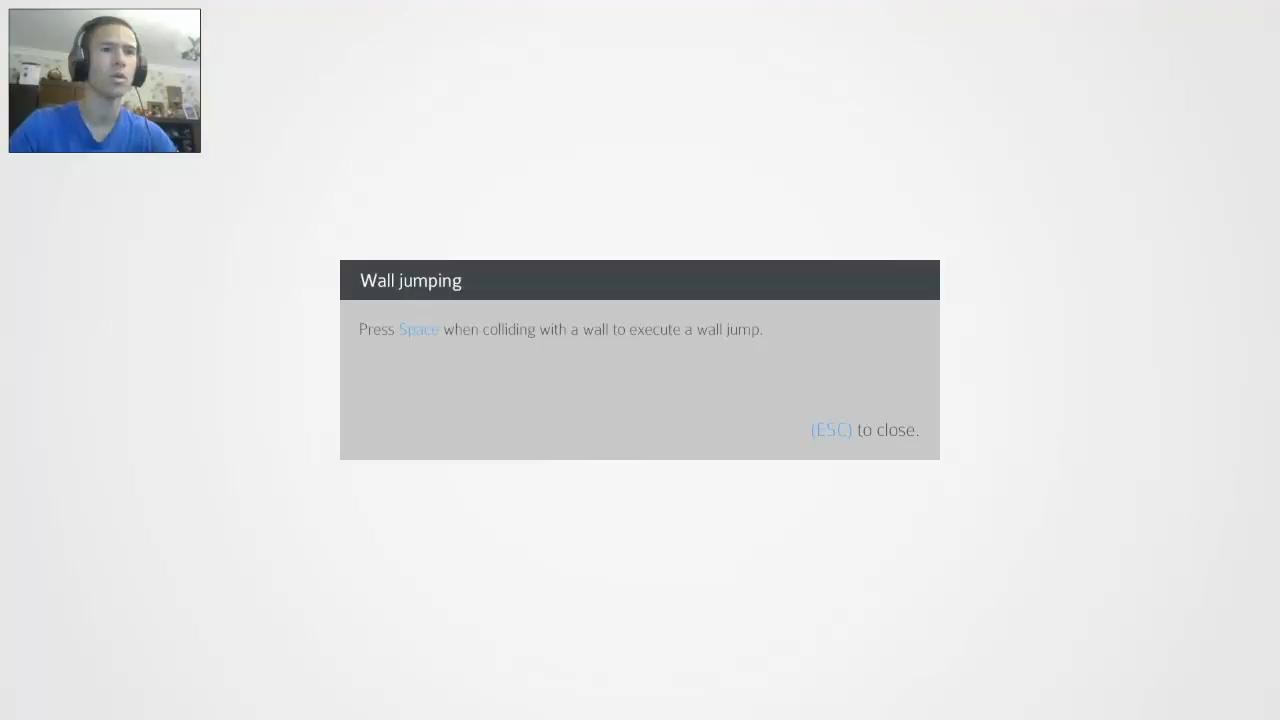 Wall jumping
Press Space when colliding with a wall to execute a wall jump.
(ESC) to close.